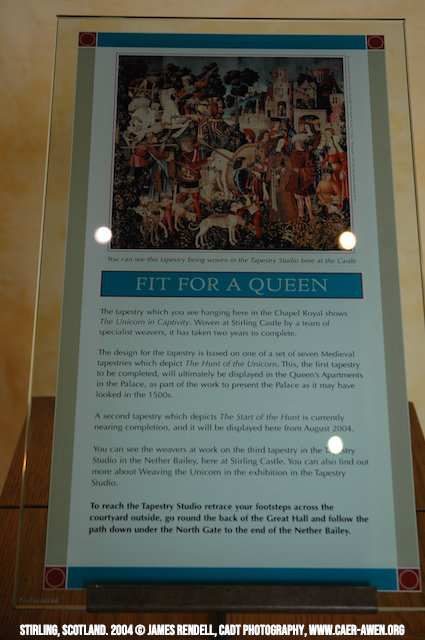 You can see this tapestry being woven in the Tapestry Studio here at the Castle
FIT FOR A QUEEN
The tapestry which you see hanging here in the Chapel Royal shows
The Unicorn in Captivity. Woven at Stirling Castle by a team of
specialist weavers, it has taken two years to complete.
The design for the tapestry is based on one of a set of seven Medieval
tapestries which depict The Hunt of the Unicorn. This, the first tapestry
to be completed, will ultimately be displayed in the Queen's Apartments
in the Palace, as part of the work to present the Palace as it may have
looked in the 1500s.
A second tapestry which depicts The Start of the Hunt is currently
nearing completion, and it will be displayed here from August 2004.
You can see the weavers at work on the third tapestry in the Tapestry
Studio in the Nether Bailey, here at Stirling Castle. You can also find out
more about Weaving the Unicorn in the exhibition in the Tapestry
Studio.
To reach the Tapestry Studio retrace your footsteps across the
courtyard outside, go round the back of the Great Hall and follow the
path down under the North Gate to the end of the Nether Bailey.
STIRLING, SCOTLAND. 2004 © JAMES RENDELL, CADT PHOTOGRAPHY, WWW.CAER-AWEN.ORG